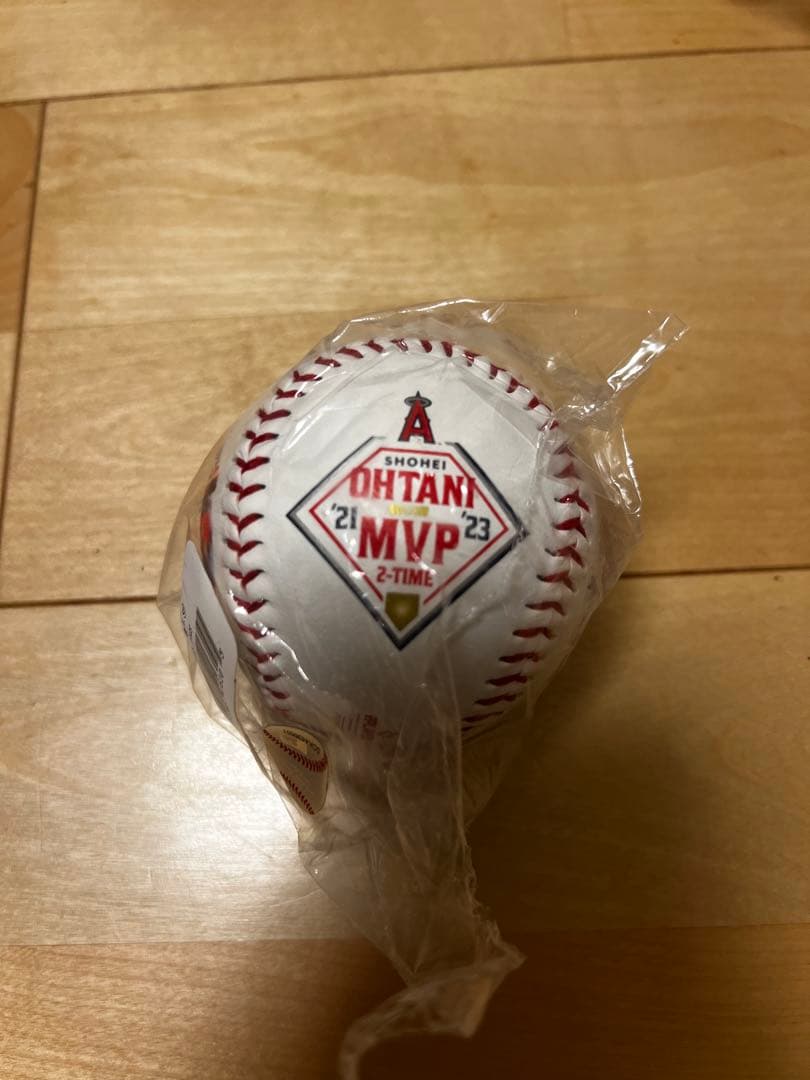 A
SHOHEI
OHTANI
'21 '23
MVP
2-TIME